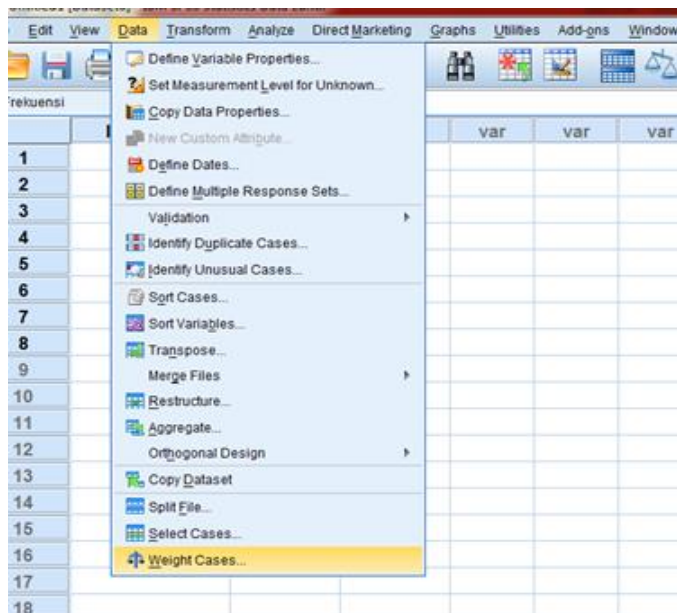 Edit View Data Transform Analyze Direct Marketing Graphs Utilities Add-ons Window
Define Variable Properties...
Set Measurement Level for Unknown...
Copy Data Properties...
New Custom Attribute...
Define Dates...
Define Multiple Response Sets...
Validation
Identify Duplicate Cases...
Identify Unusual Cases...
Sort Cases...
Sort Variables...
Transpose...
Merge Files
Restructure...
Aggregate...
Orthogonal Design
Copy Dataset
Split File...
Select Cases...
Weight Cases...
rekuensi
var var var
1
2
3
4
5
6
7
8
9
10
11
12
13
14
15
16
17
18